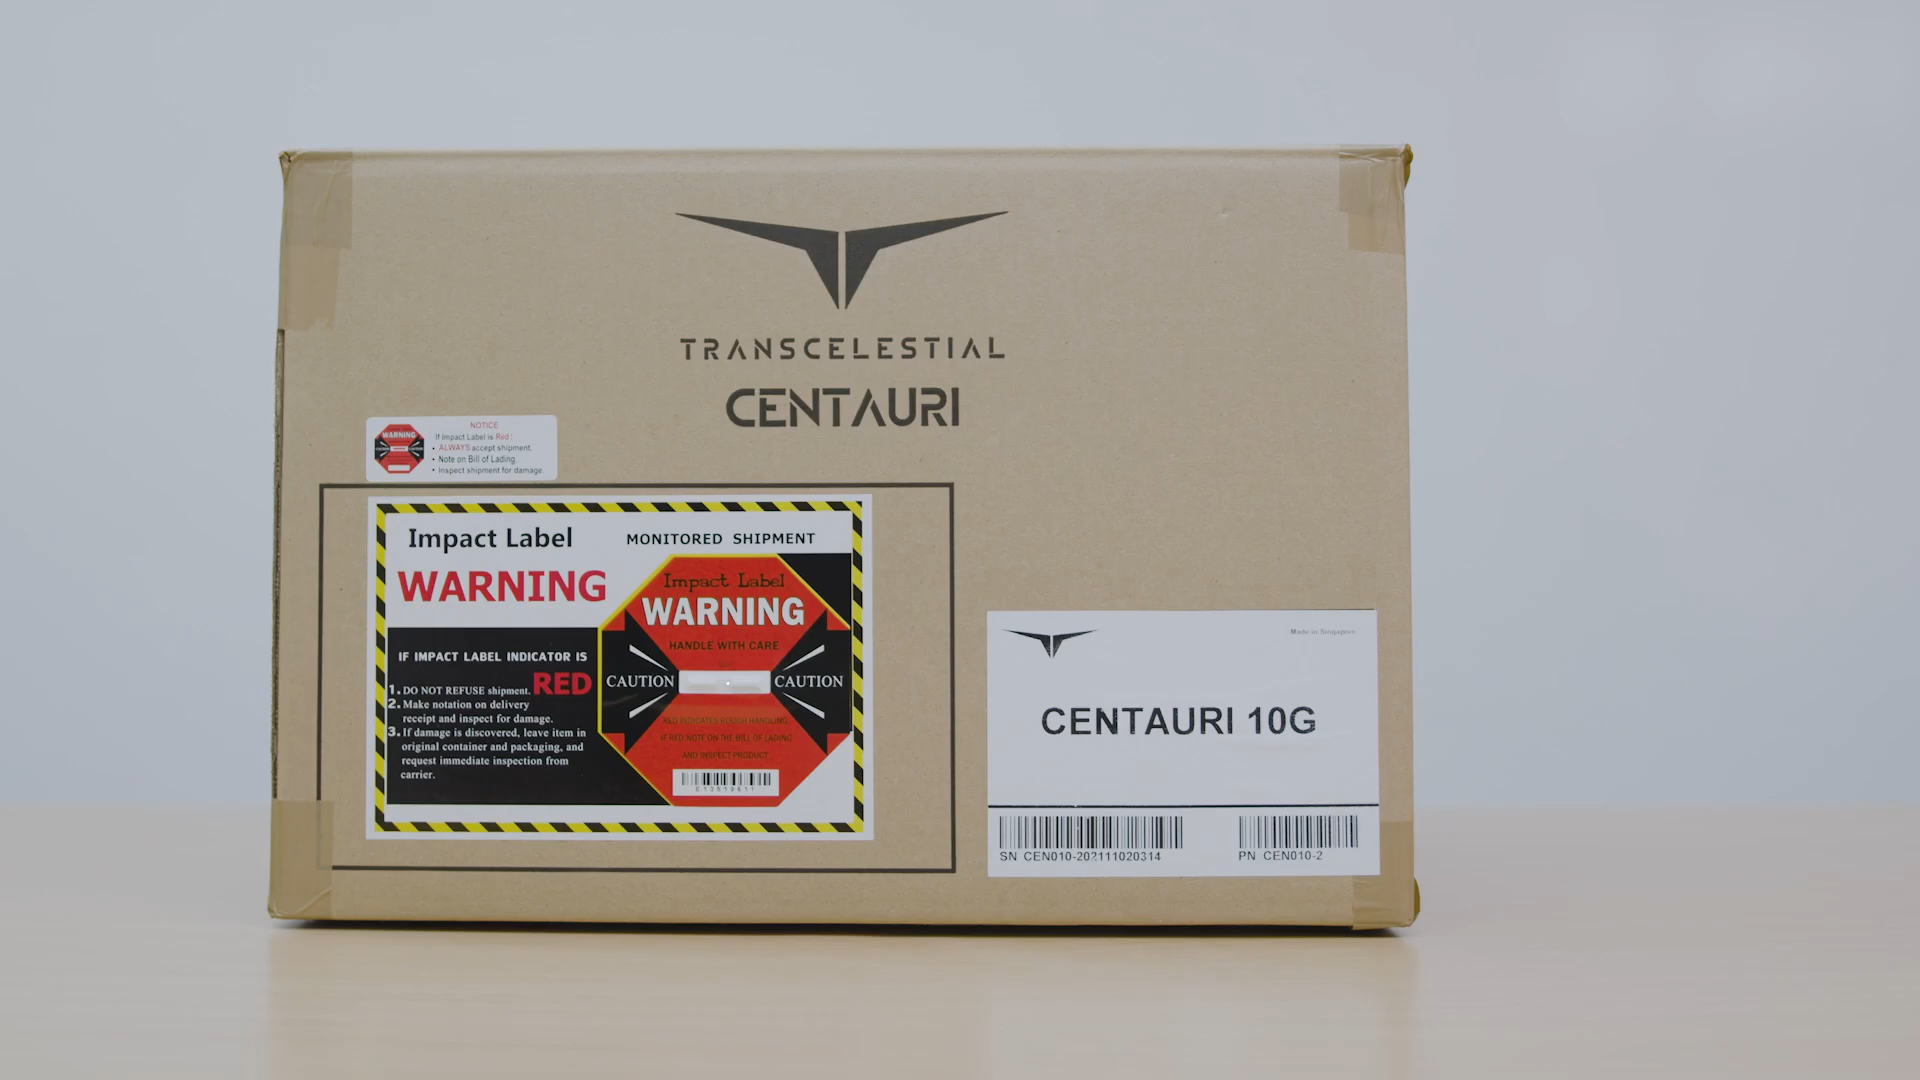 TRANSCELESTIAL
CENTAURI
WARNING
NOTICE
If Impact Label is Red :
• ALWAYS accept shipment.
• Note on Bill of Lading
• Inspect shipment for damage.
Impact Label
MONITORED SHIPMENT
WARNING
IF IMPACT LABEL INDICATOR IS
RED
1. DO NOT REFUSE shipment.
2. Make notation on delivery
receipt and inspect for damage.
3. If damage is discovered, leave item in
original container and packaging, and
request immediate inspection from
carrier.
Impact Label
WARNING
HANDLE WITH CARE
CAUTION CAUTION
RED INDICATES ROUGH HANDLING
IF RED NOTE ON THE BILL OF LADING
AND INSPECT PRODUCT
Made in Singapore
CENTAURI 10G
SN CEN010-202111020314
PN CEN010-2